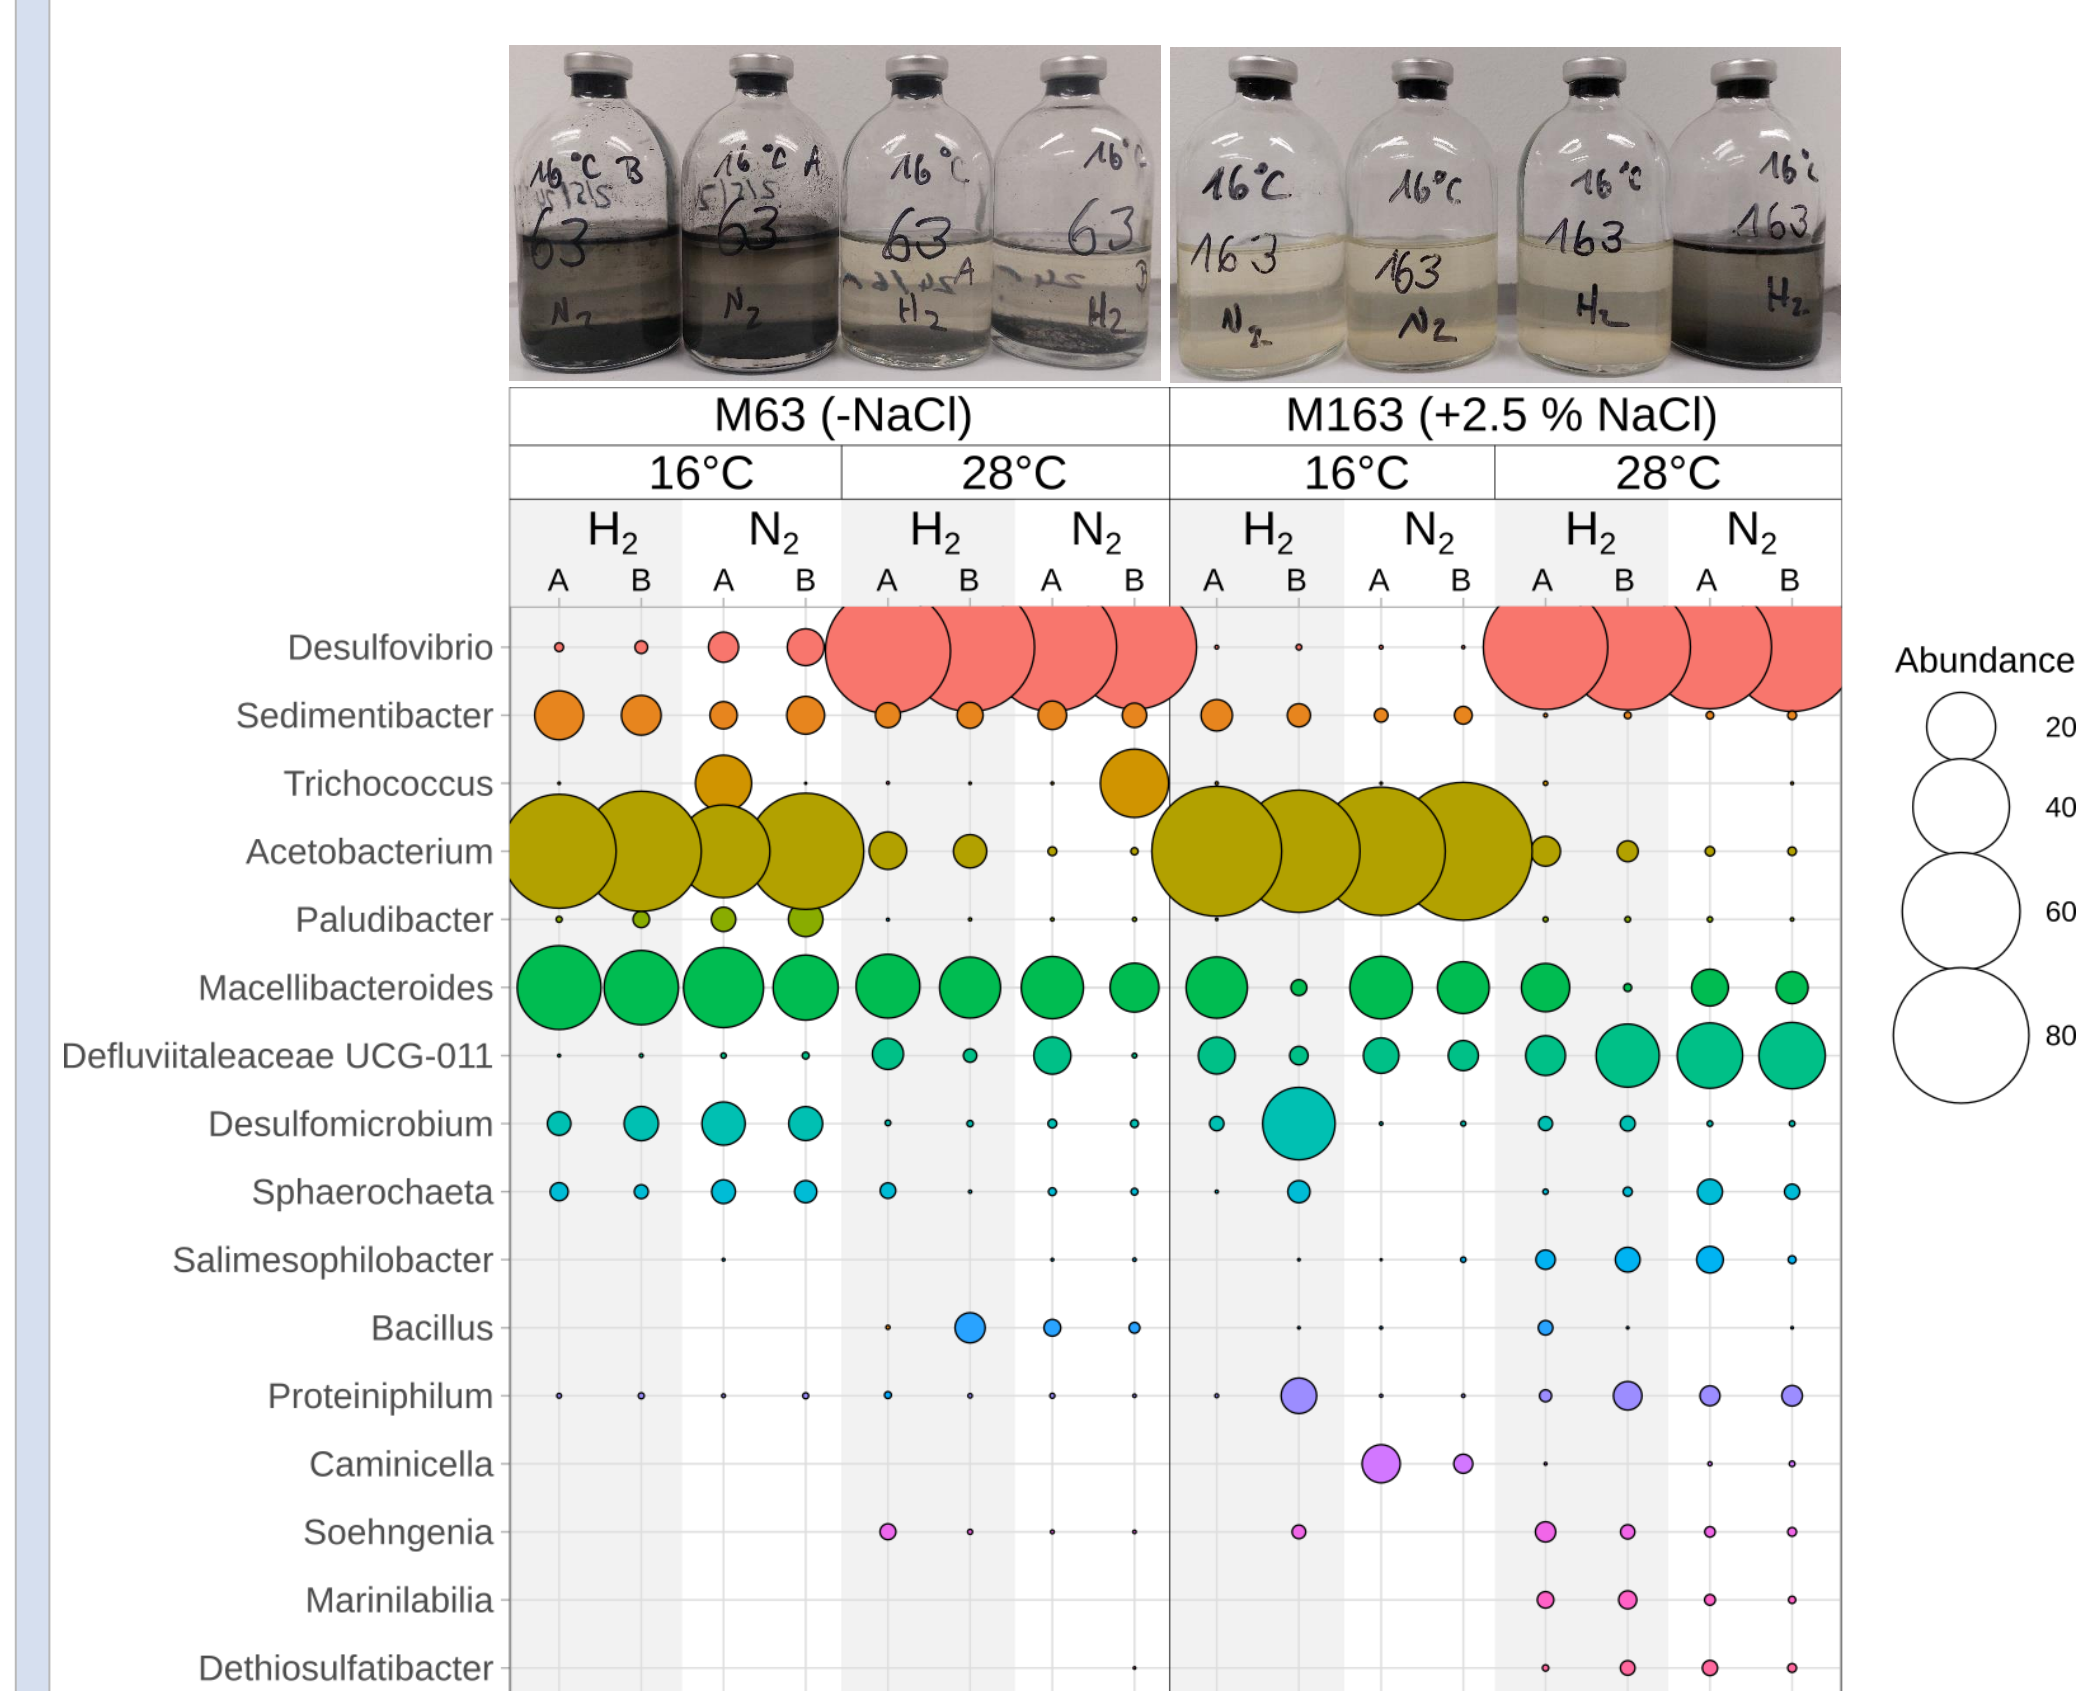 16°C B
16°C A
16°C
16°C
15/2/5
63
63
63
63
A
B
N2
N2
H2
H2
16°C
16°C
16°C
16°C
163
163
163
163
N2
N2
H2
H2
M63 (-NaCl) M163 (+2.5 % NaCl)
16°C 28°C 16°C 28°C
H₂ N₂ H₂ N₂ H₂ N₂ H₂ N₂
A B A B A B A B A B A B A B A B
Desulfovibrio
Sedimentibacter
Trichococcus
Acetobacterium
Paludibacter
Macellibacteroides
Defluviitaleaceae UCG-011
Desulfomicrobium
Sphaerochaeta
Salimesophilobacter
Bacillus
Proteiniphilum
Caminicella
Soehngenia
Marinilabilia
Dethiosulfatibacter
Abundance
20
40
60
80